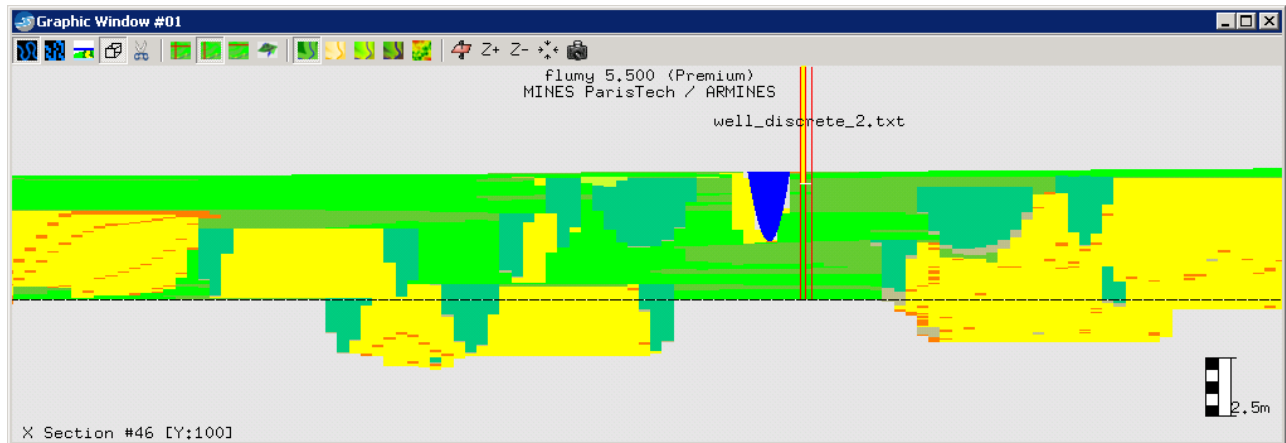 Graphic Window #01
Z+ Z-
flumy 5.500 (Premium)
MINES ParisTech / ARMINES
well_discrete_2.txt
2.5m
X Section #46 [Y:100]